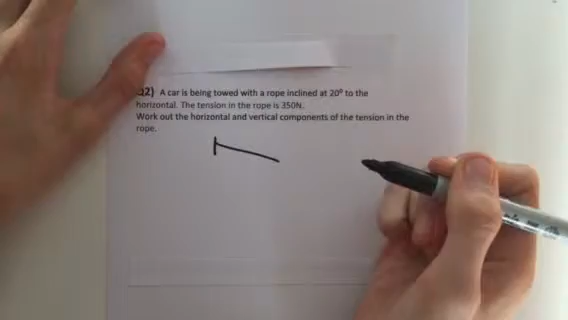 Q2) A car is being towed with a rope inclined at 20⁰ to the
horizontal. The tension in the rope is 350N.
Work out the horizontal and vertical components of the tension in the
rope.